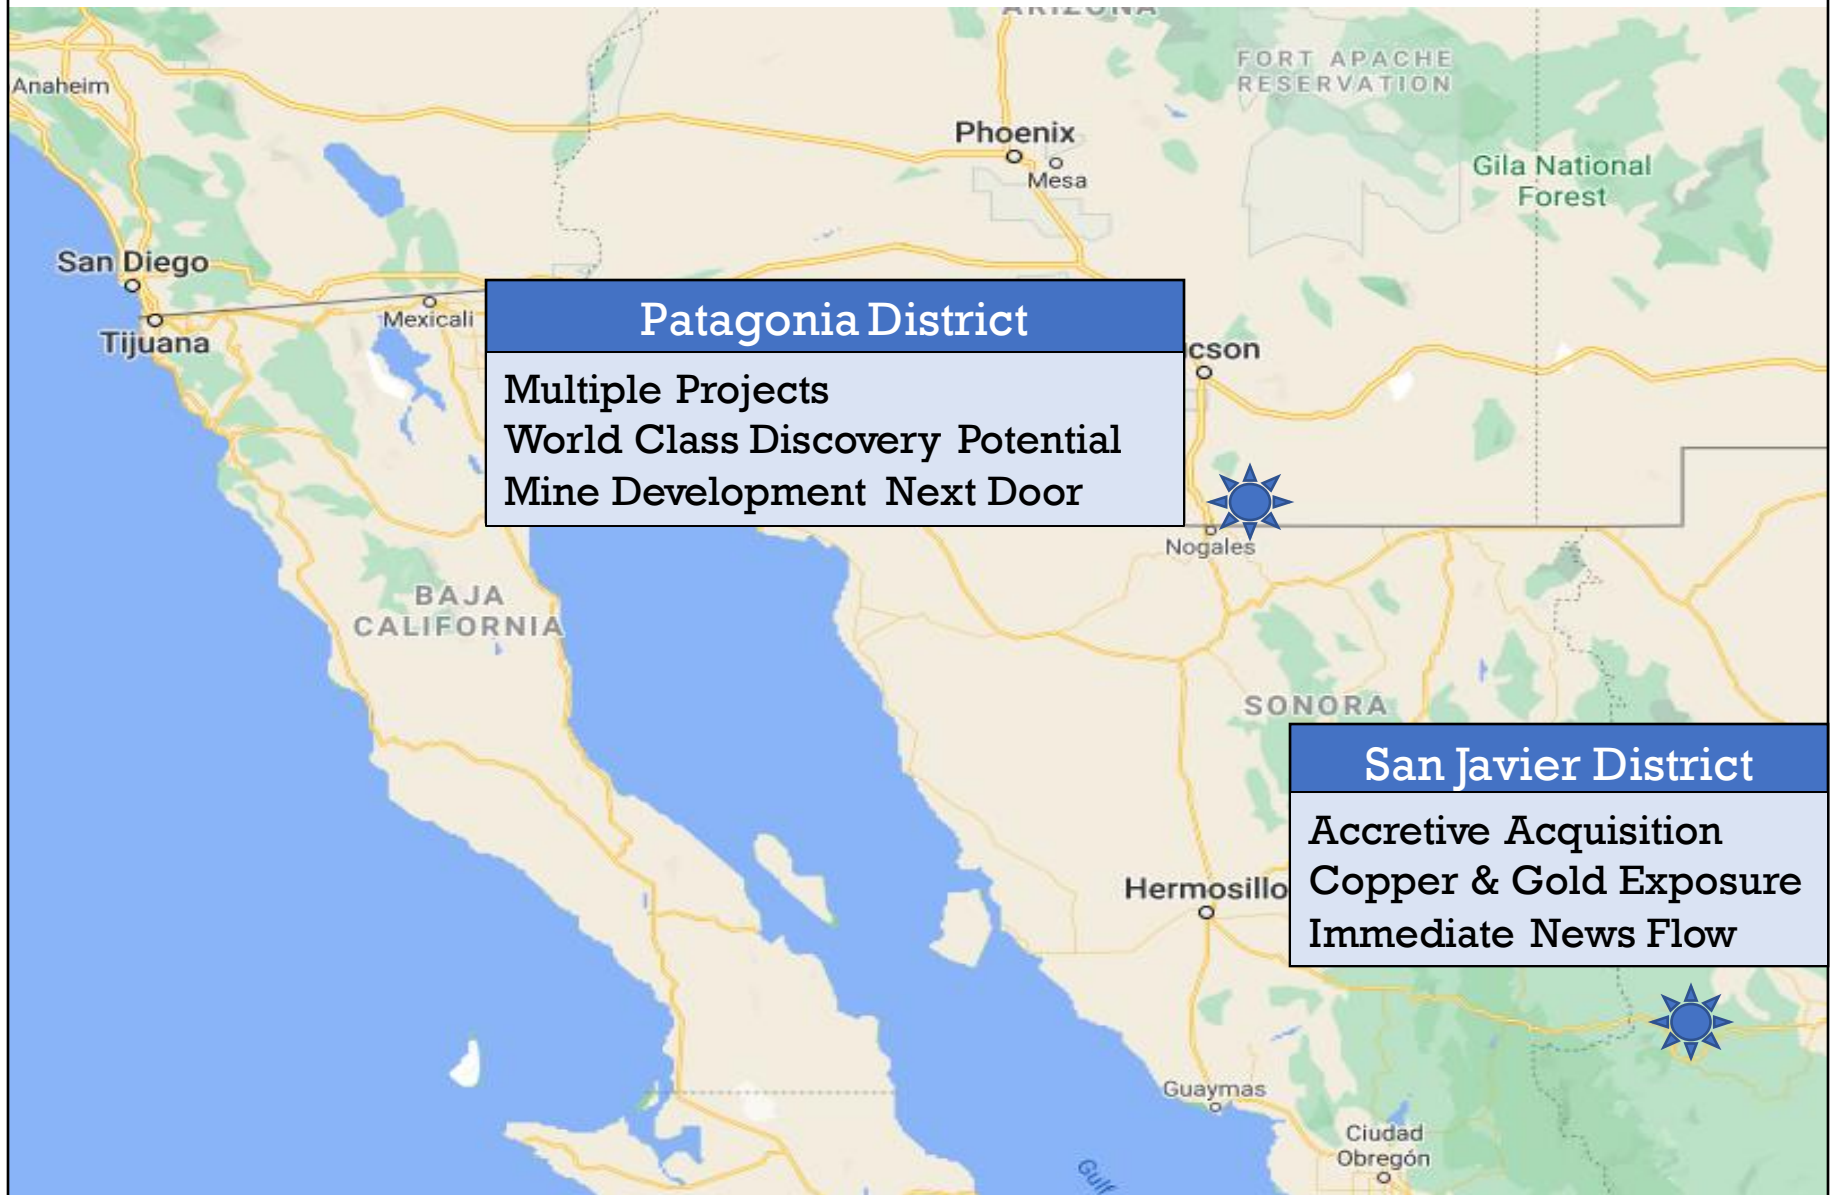 ARIZONA
Anaheim
FORT APACHE
RESERVATION
Phoenix
Mesa
Gila National
Forest
San Diego
Tijuana
Mexicali
Patagonia District
Multiple Projects
World Class Discovery Potential
Mine Development Next Door
cson
Nogales
BAJA
CALIFORNIA
SONORA
San Javier District
Accretive Acquisition
Copper & Gold Exposure
Immediate News Flow
Hermosillo
Guaymas
Ciudad
Obregón
Gulf